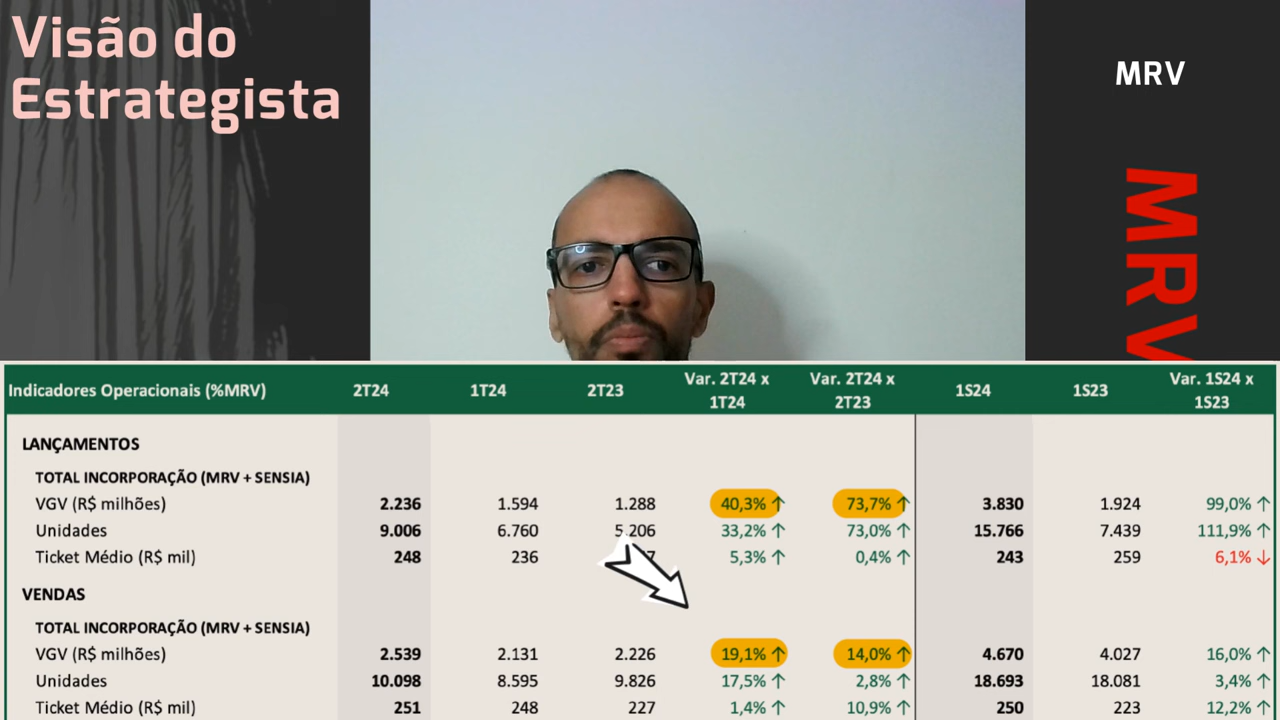 Visão do
Estrategista
MRV
MRV
Indicadores Operacionais (%MRV) 2T24 1T24 2T23 Var. 2T24 x 1T24 Var. 2T24 x 2T23 1S24 1S23 Var. 1S24 x 1S23
LANÇAMENTOS
TOTAL INCORPORAÇÃO (MRV + SENSIA)
VGV (R$ milhões) 2.236 1.594 1.288 40,3% ↑ 73,7% ↑ 3.830 1.924 99,0% ↑
Unidades 9.006 6.760 5.206 33,2% ↑ 73,0% ↑ 15.766 7.439 111,9% ↑
Ticket Médio (R$ mil) 248 236 5,3% ↑ 0,4% ↑ 243 259 6,1% ↓
VENDAS
TOTAL INCORPORAÇÃO (MRV + SENSIA)
VGV (R$ milhões) 2.539 2.131 2.226 19,1% ↑ 14,0% ↑ 4.670 4.027 16,0% ↑
Unidades 10.098 8.595 9.826 17,5% ↑ 2,8% ↑ 18.693 18.081 3,4% ↑
Ticket Médio (R$ mil) 251 248 227 1,4% ↑ 10,9% ↑ 250 223 12,2% ↑